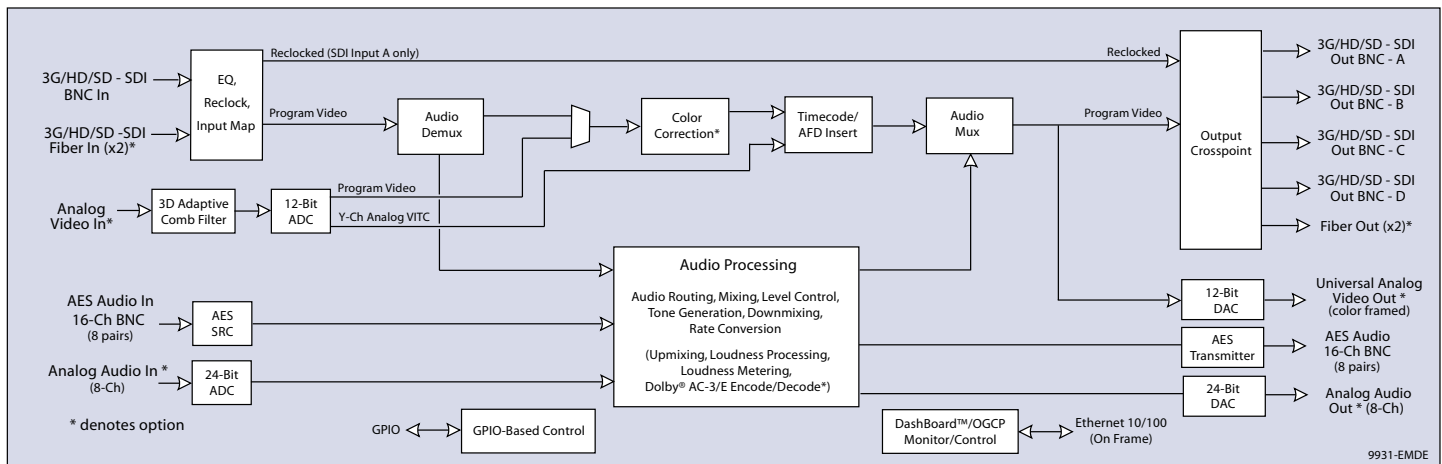 3G/HD/SD - SDI
BNC In
3G/HD/SD -SDI
Fiber In (x2)*
EQ,
Reclock,
Input Map
Reclocked (SDI Input A only)
Reclocked
Program Video
Audio
Demux
Color
Correction*
Timecode/
AFD Insert
Audio
Mux
Program Video
Output
Crosspoint
3G/HD/SD - SDI
Out BNC - A
3G/HD/SD - SDI
Out BNC - B
3G/HD/SD - SDI
Out BNC - C
3G/HD/SD - SDI
Out BNC - D
Fiber Out (x2)*
Analog
Video In*
3D Adaptive
Comb Filter
12-Bit
ADC
Program Video
Y-Ch Analog VITC
AES Audio In
16-Ch BNC
(8 pairs)
AES
SRC
Analog Audio In *
(8-Ch)
24-Bit
ADC
Audio Processing
Audio Routing, Mixing, Level Control,
Tone Generation, Downmixing,
Rate Conversion
(Upmixing, Loudness Processing,
Loudness Metering,
Dolby® AC-3/E Encode/Decode*)
12-Bit
DAC
Universal Analog
Video Out *
(color framed)
AES
Transmitter
AES Audio
16-Ch BNC
(8 pairs)
24-Bit
DAC
Analog Audio
Out * (8-Ch)
* denotes option
GPIO
GPIO-Based Control
DashBoard™/OGCP
Monitor/Control
Ethernet 10/100
(On Frame)
9931-EMDE